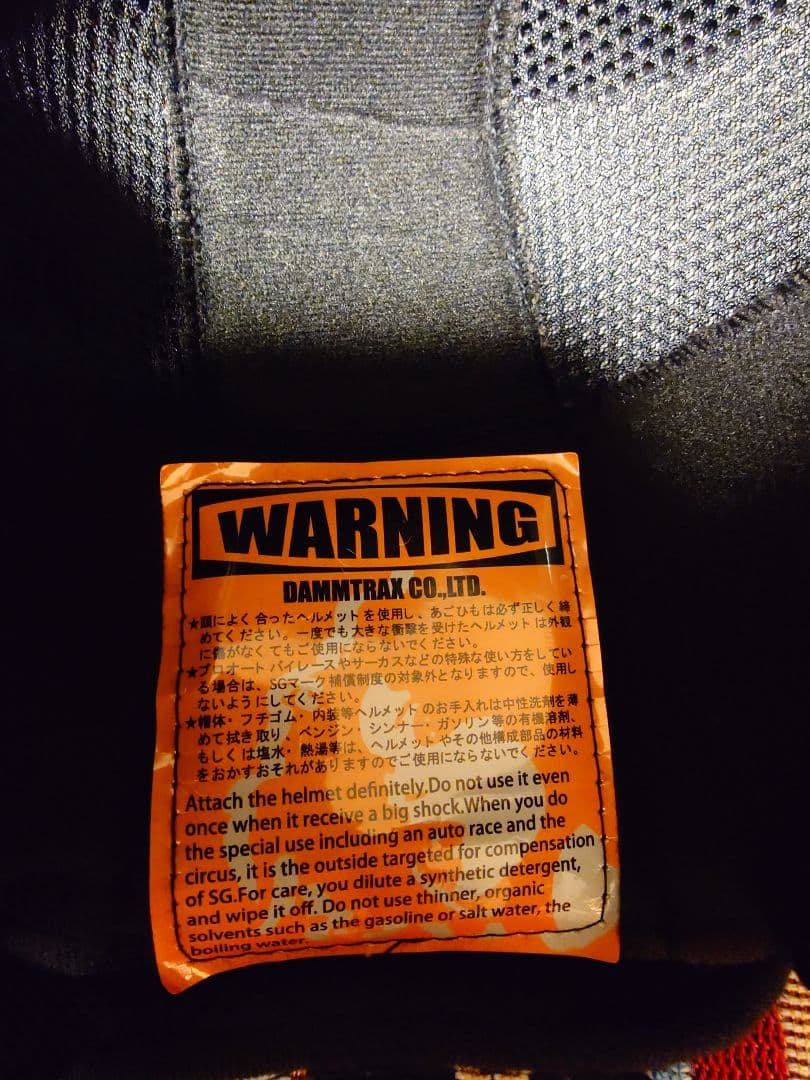 WARNING
DAMMTRAX CO.,LTD.
★頭によく合ったヘルメットを使用し、あごひもは必ず正しく締
めてください。一度でも大きな衝撃を受けたヘルメットは外観
に傷がなくてもご使用にならないでください。
★プロオートバイレースやサーカスなどの特殊な使い方をしてい
る場合は、SGマーク補償制度の対象外となりますので、使用し
ないようにしてください。
★帽体・フチゴム・内装等ヘルメットのお手入れは中性洗剤を薄
めて拭き取り、ベンジン・シンナー・ガソリン等の有機溶剤、
もしくは塩水・熱湯等は、ヘルメットやその他構成部品の材料
をおかすおそれがありますのでご使用にならないでください。
Attach the helmet definitely.Do not use it even
once when it receive a big shock.When you do
the special use including an auto race and the
circus, it is the outside targeted for compensation
of SG.For care, you dilute a synthetic detergent,
and wipe it off. Do not use thinner, organic
solvents such as the gasoline or salt water, the
boiling water.